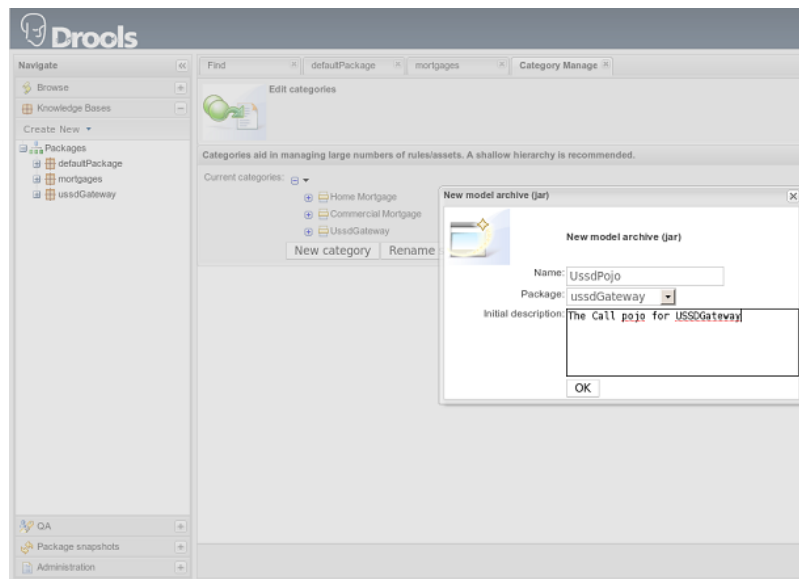 Drools
Navigate
Find
defaultPackage
mortgages
Category Manage
Browse
Knowledge Bases
Create New
Packages
defaultPackage
mortgages
ussdGateway
Edit categories
Categories aid in managing large numbers of rules/assets. A shallow hierarchy is recommended.
Current categories:
Home Mortgage
Commercial Mortgage
UssdGateway
New category
Rename
New model archive (jar)
New model archive (jar)
Name: UssdPojo
Package: ussdGateway
Initial description: The Call pojo for USSDGateway
OK
QA
Package snapshots
Administration